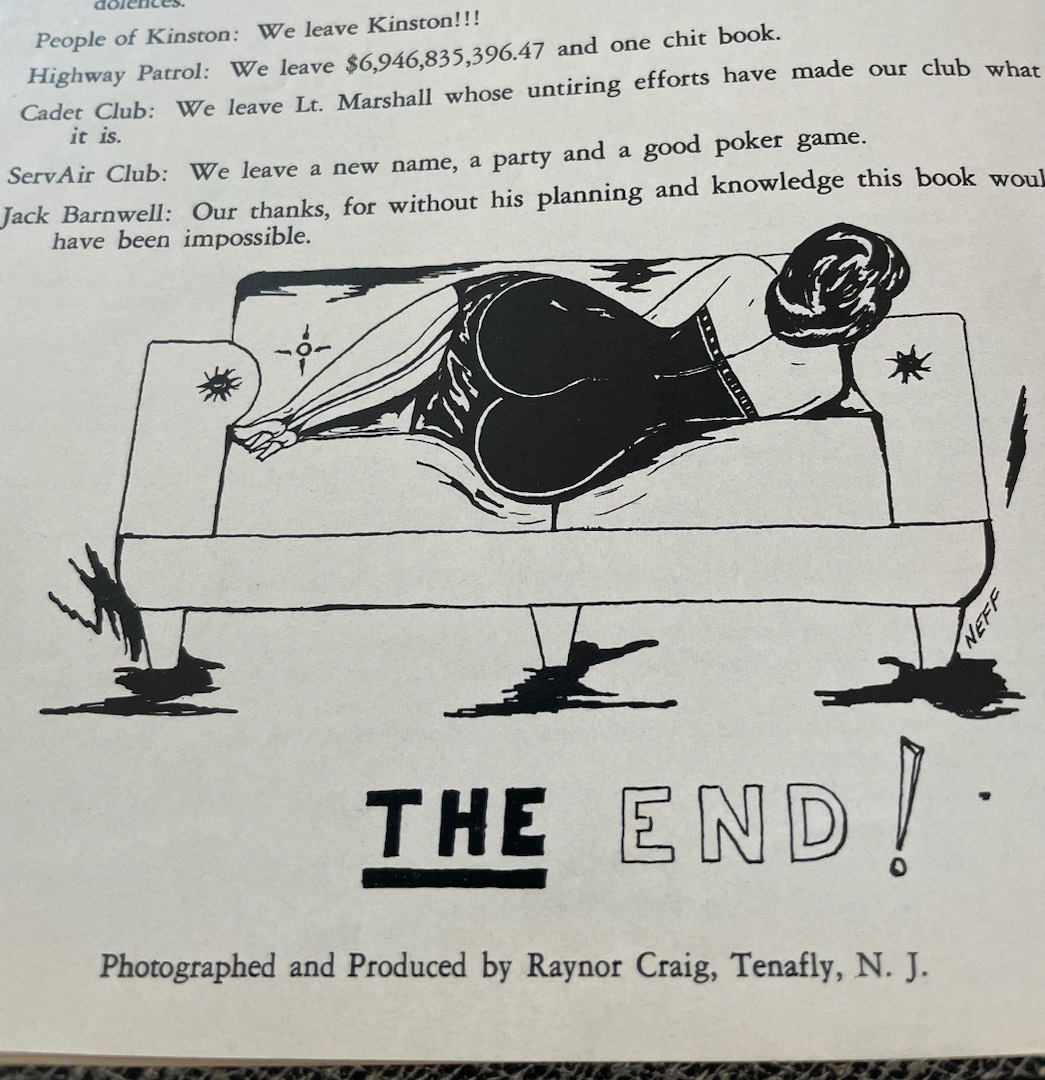 dolences.
People of Kinston: We leave Kinston!!!
Highway Patrol: We leave $6,946,835,396.47 and one chit book.
Cadet Club: We leave Lt. Marshall whose untiring efforts have made our club what
it is.
ServAir Club: We leave a new name, a party and a good poker game.
Jack Barnwell: Our thanks, for without his planning and knowledge this book woul
have been impossible.
NEFF
THE END!
Photographed and Produced by Raynor Craig, Tenafly, N. J.